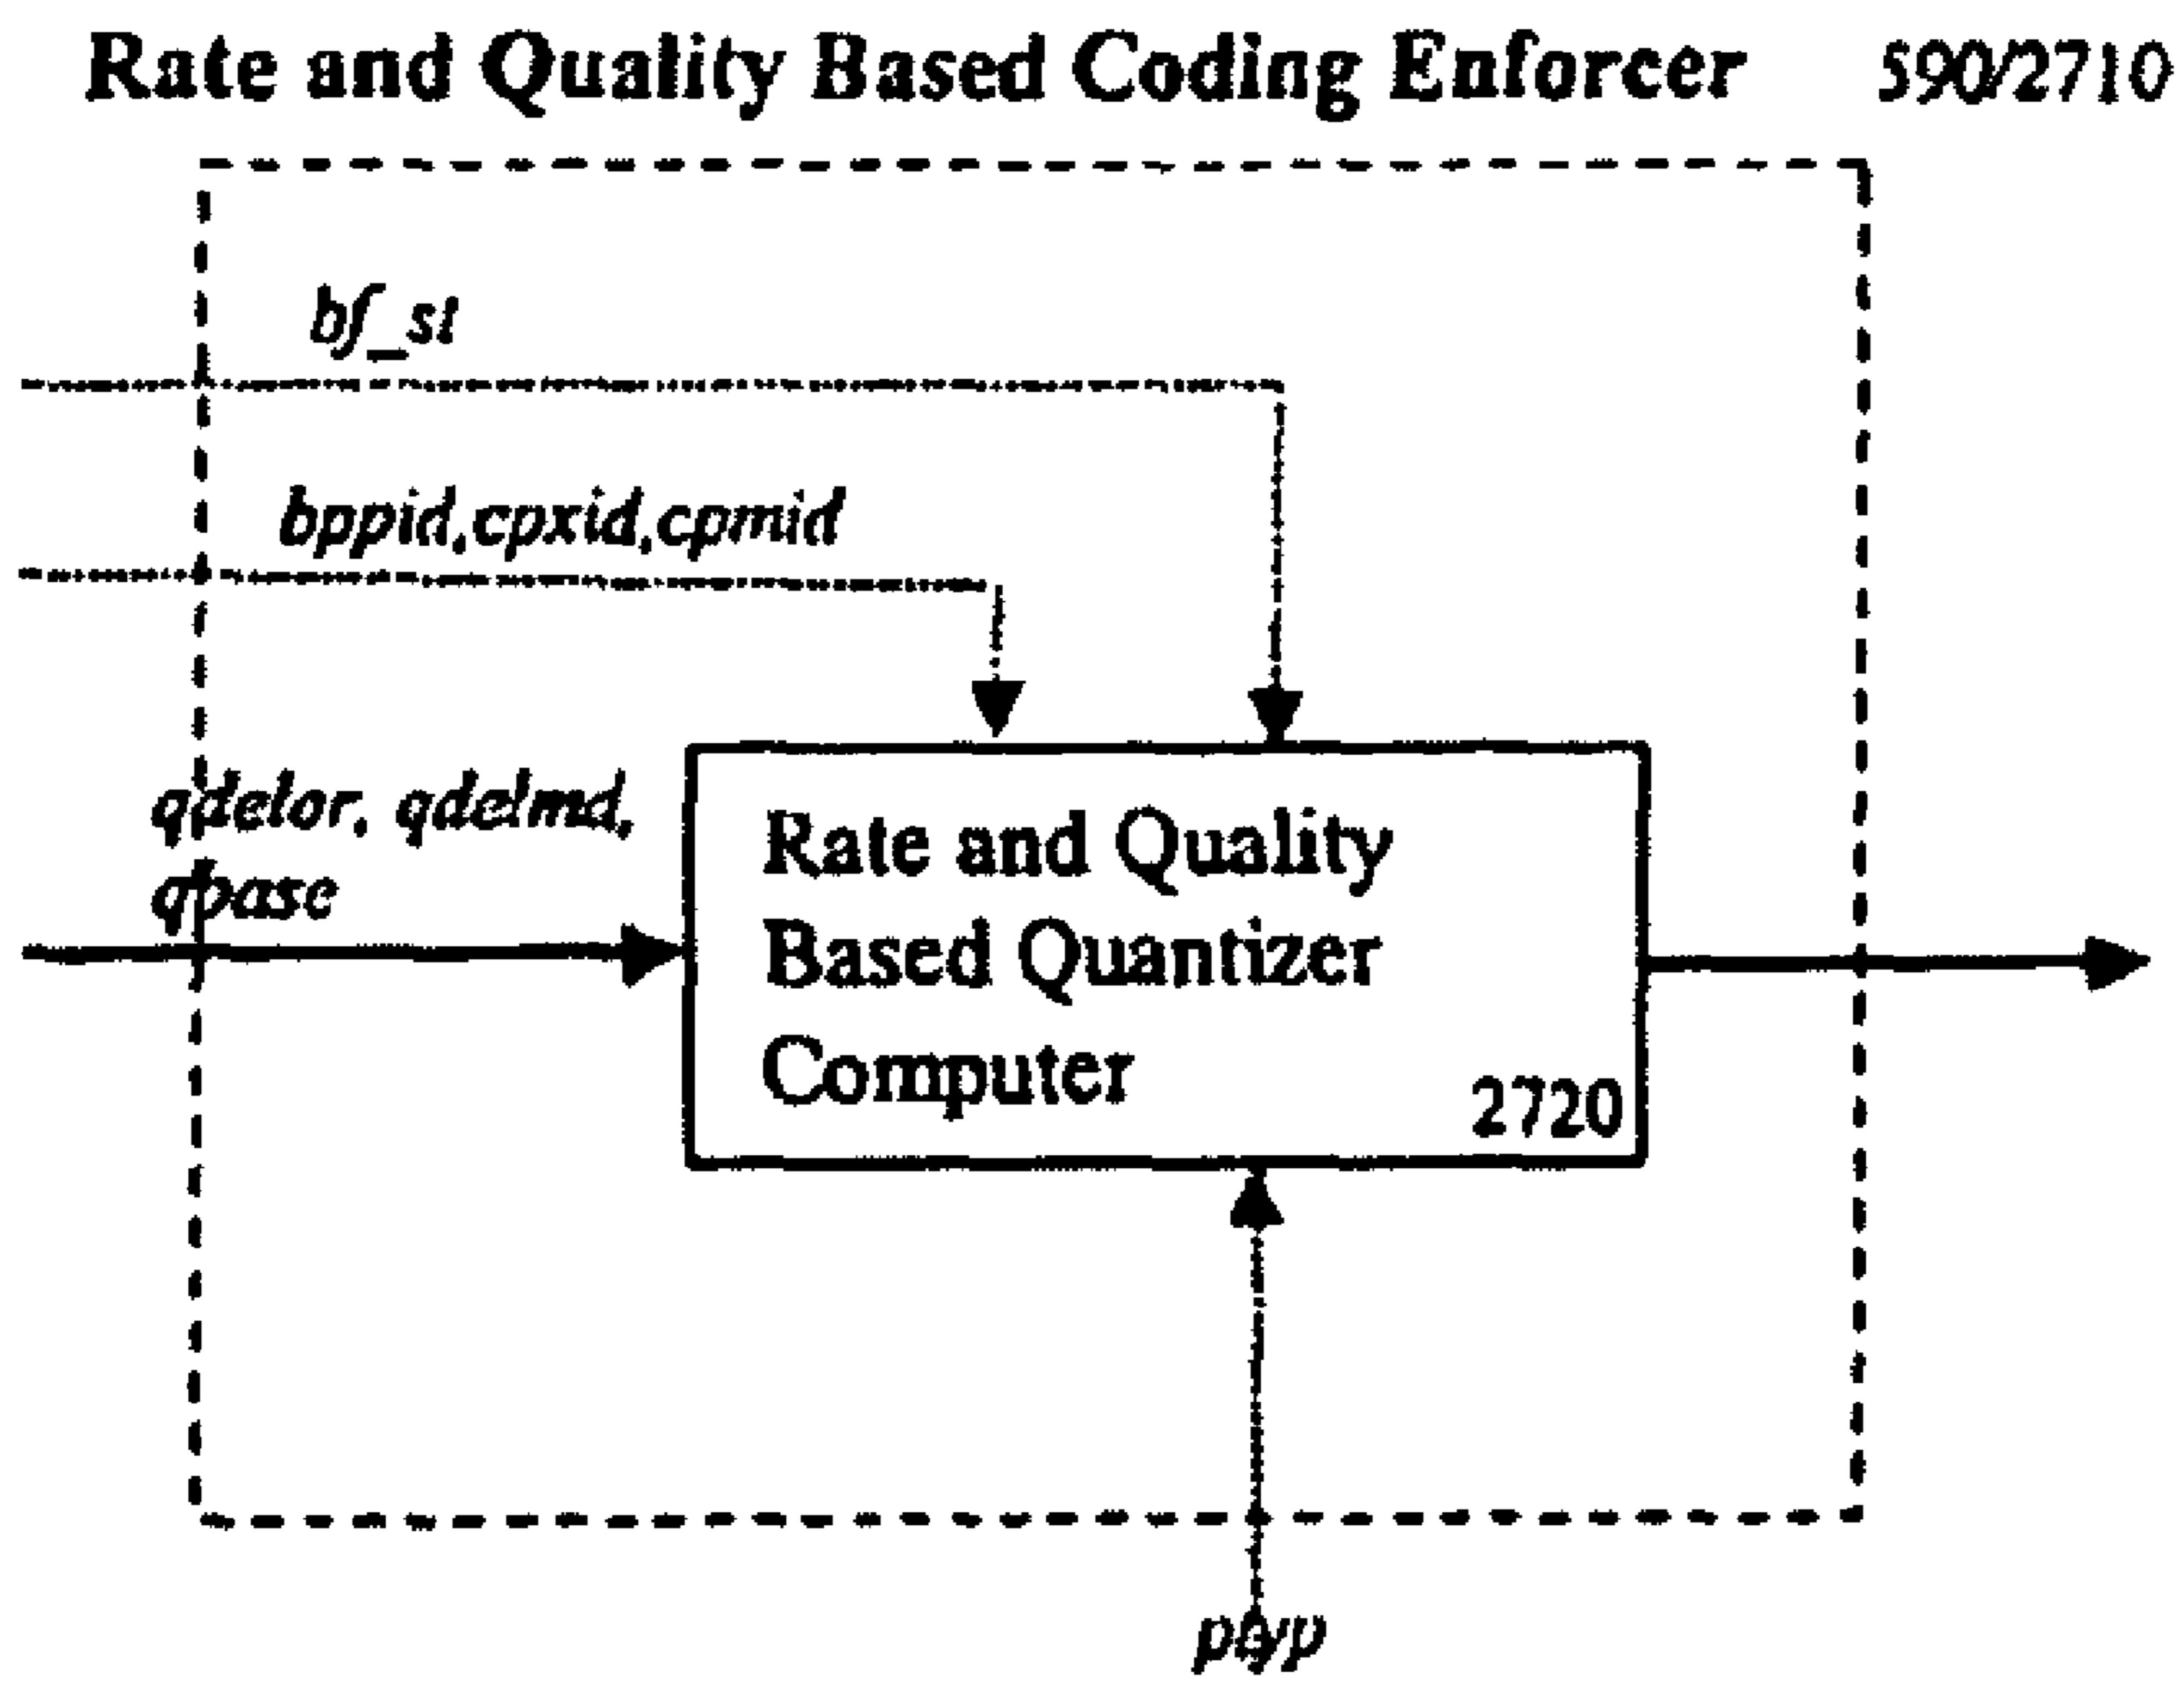 Rate and Quality Based Coding Enforcer 590/2710
bf_st
bppid,cpxid,cpmid
qdelor, qdelmd,
qbase
Rate and Quality
Based Quantizer
Computer
2720